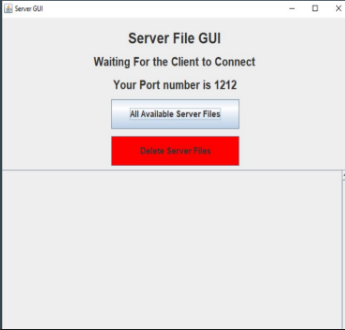 Server GUI
Server File GUI
Waiting For the Client to Connect
Your Port number is 1212
All Available Server Files
Delete Server Files